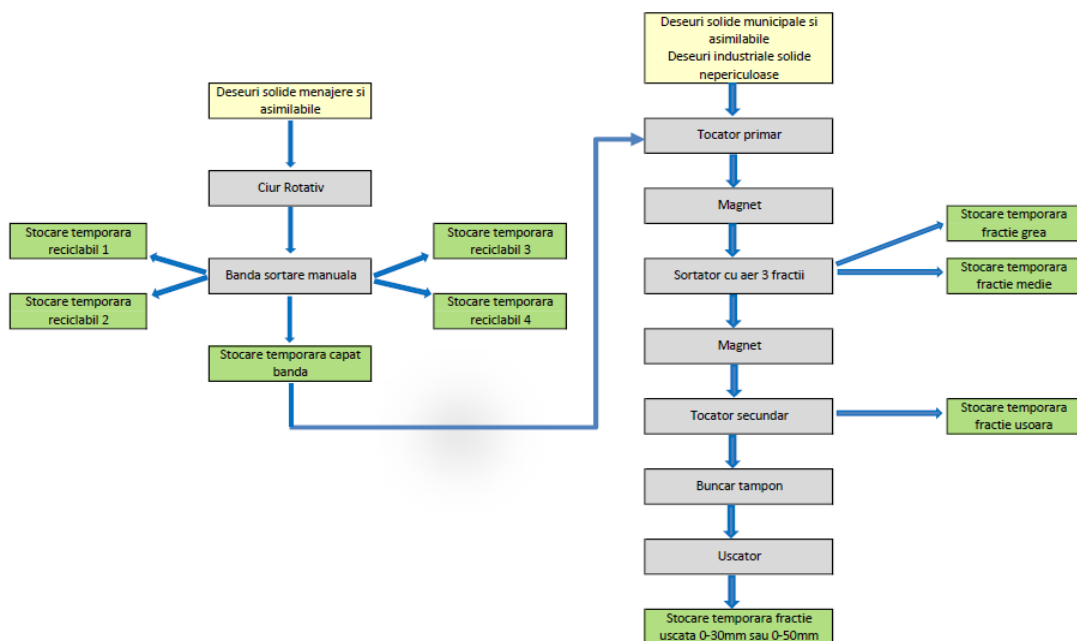 Deseuri solide menajere si
asimilabile
Ciur Rotativ
Stocare temporara
reciclabil 1
Stocare temporara
reciclabil 3
Banda sortare manuala
Stocare temporara
reciclabil 2
Stocare temporara
reciclabil 4
Stocare temporara capat
banda
Deseuri solide municipale si
asimilabile
Deseuri industriale solide
nepericuloase
Tocator primar
Magnet
Stocare temporara
fractie grea
Sortator cu aer 3 fractii
Stocare temporara
fractie medie
Magnet
Tocator secundar
Stocare temporara
fractie usoara
Buncar tampon
Uscator
Stocare temporara fractie
uscata 0-30mm sau 0-50mm